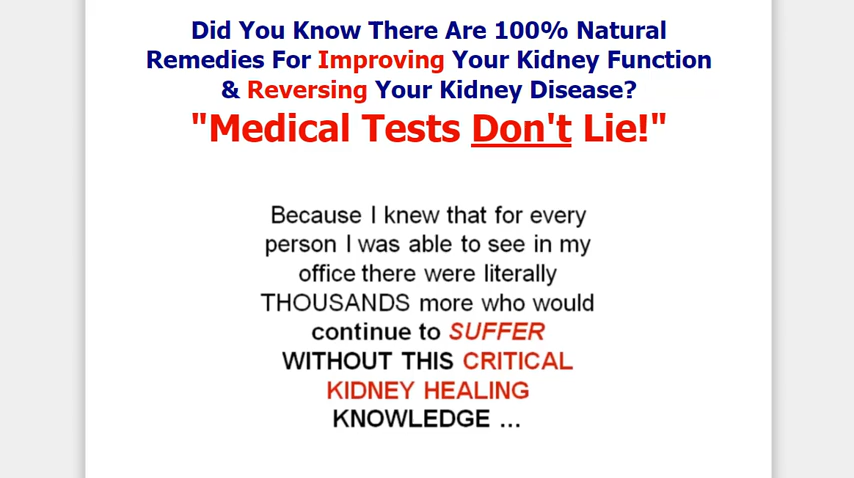 Did You Know There Are 100% Natural
Remedies For Improving Your Kidney Function
& Reversing Your Kidney Disease?
"Medical Tests Don't Lie!"
Because I knew that for every
person I was able to see in my
office there were literally
THOUSANDS more who would
continue to SUFFER
WITHOUT THIS CRITICAL
KIDNEY HEALING
KNOWLEDGE ...